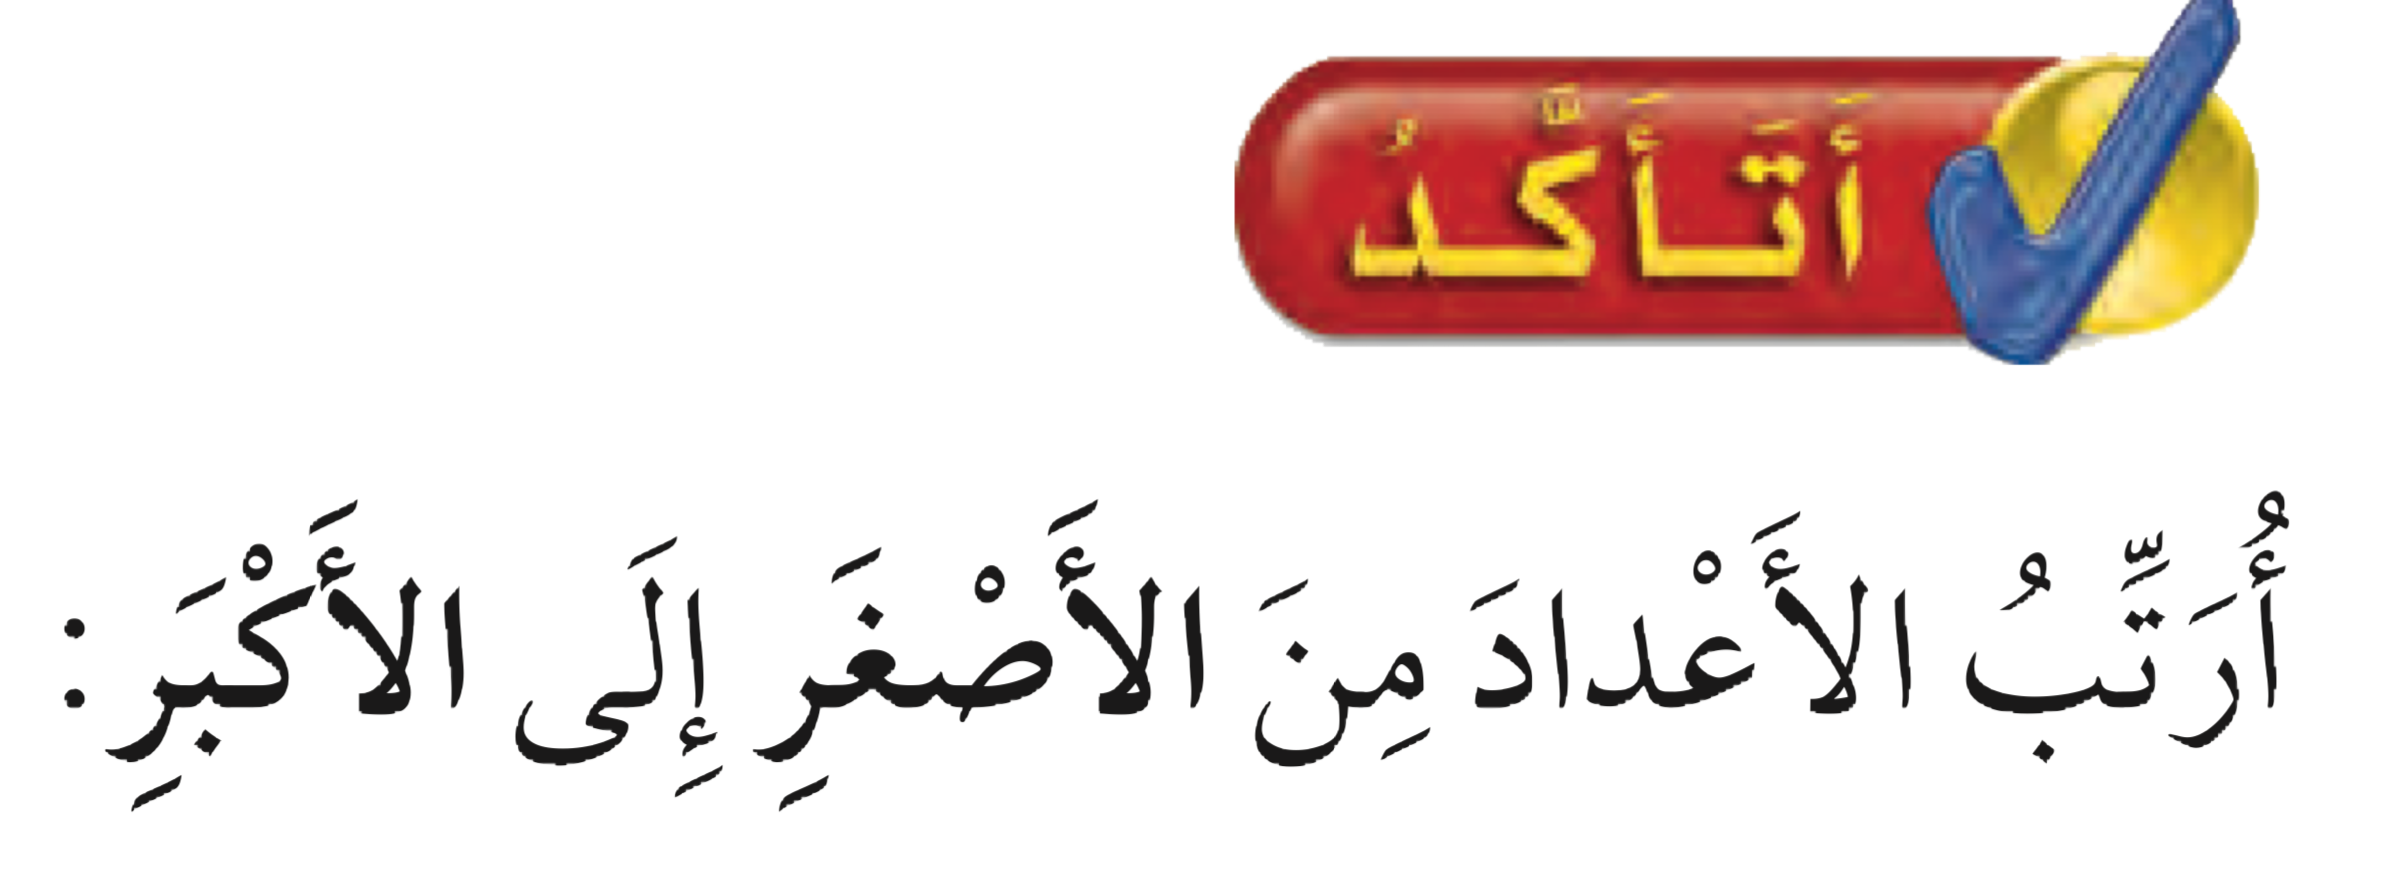 أَتَأَكَّدُ
أُرَتِّبُ الأَعْدادَ مِنَ الأَصْغَرِ إِلَى الأَكْبَرِ :